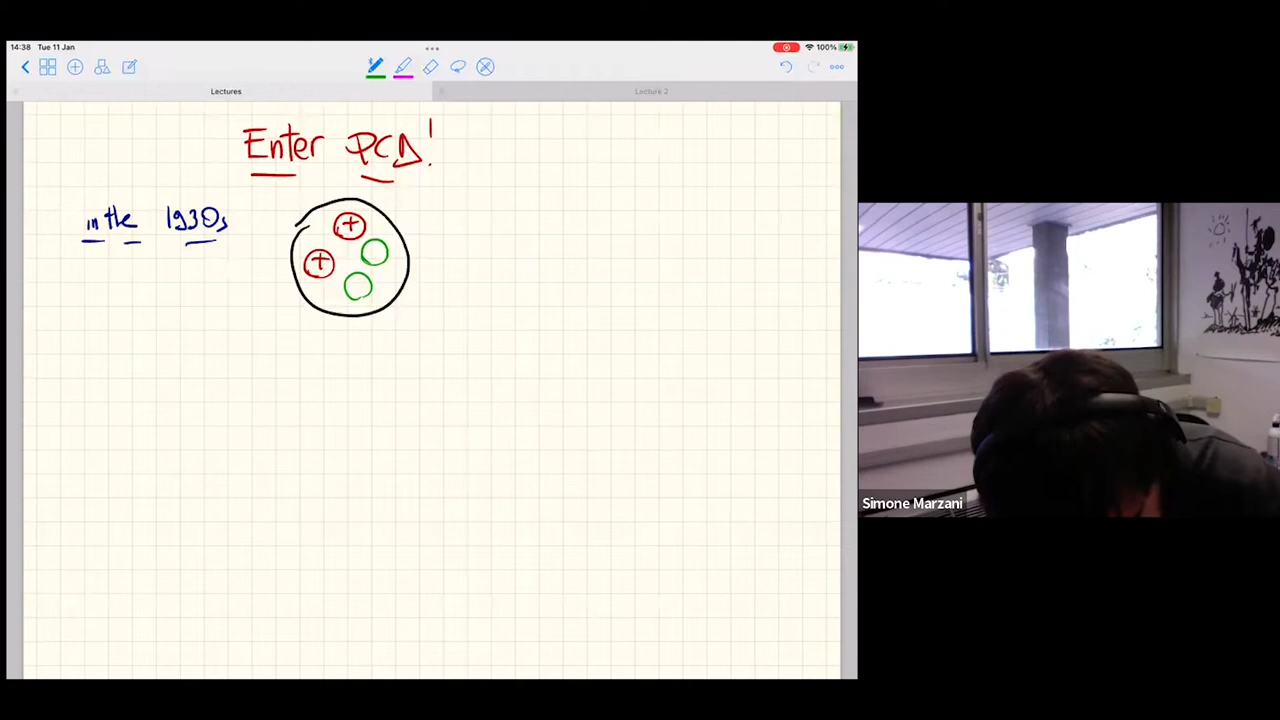 14:38 Tue 11 Jan
100%
Lectures
Lecture 2
Enter QCD!
in the 1930s
+
+
Simone Marzani